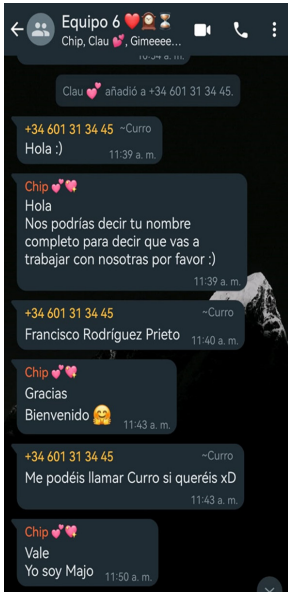 Equipo 6 ❤️🕰️⏳
Chip, Clau 💕, Gimeeee...
10:54 a. m.
Clau 💕 añadió a +34 601 31 34 45.
+34 601 31 34 45 ~Curro
Hola :)
11:39 a. m.
Chip 💕💘
Hola
Nos podrías decir tu nombre
completo para decir que vas a
trabajar con nosotras por favor :)
11:39 a. m.
+34 601 31 34 45 ~Curro
Francisco Rodríguez Prieto 11:40 a. m.
Chip 💕💘
Gracias
Bienvenido 🤗 11:43 a. m.
+34 601 31 34 45 ~Curro
Me podéis llamar Curro si queréis xD
11:43 a. m.
Chip 💕💘
Vale
Yo soy Majo 11:50 a. m.